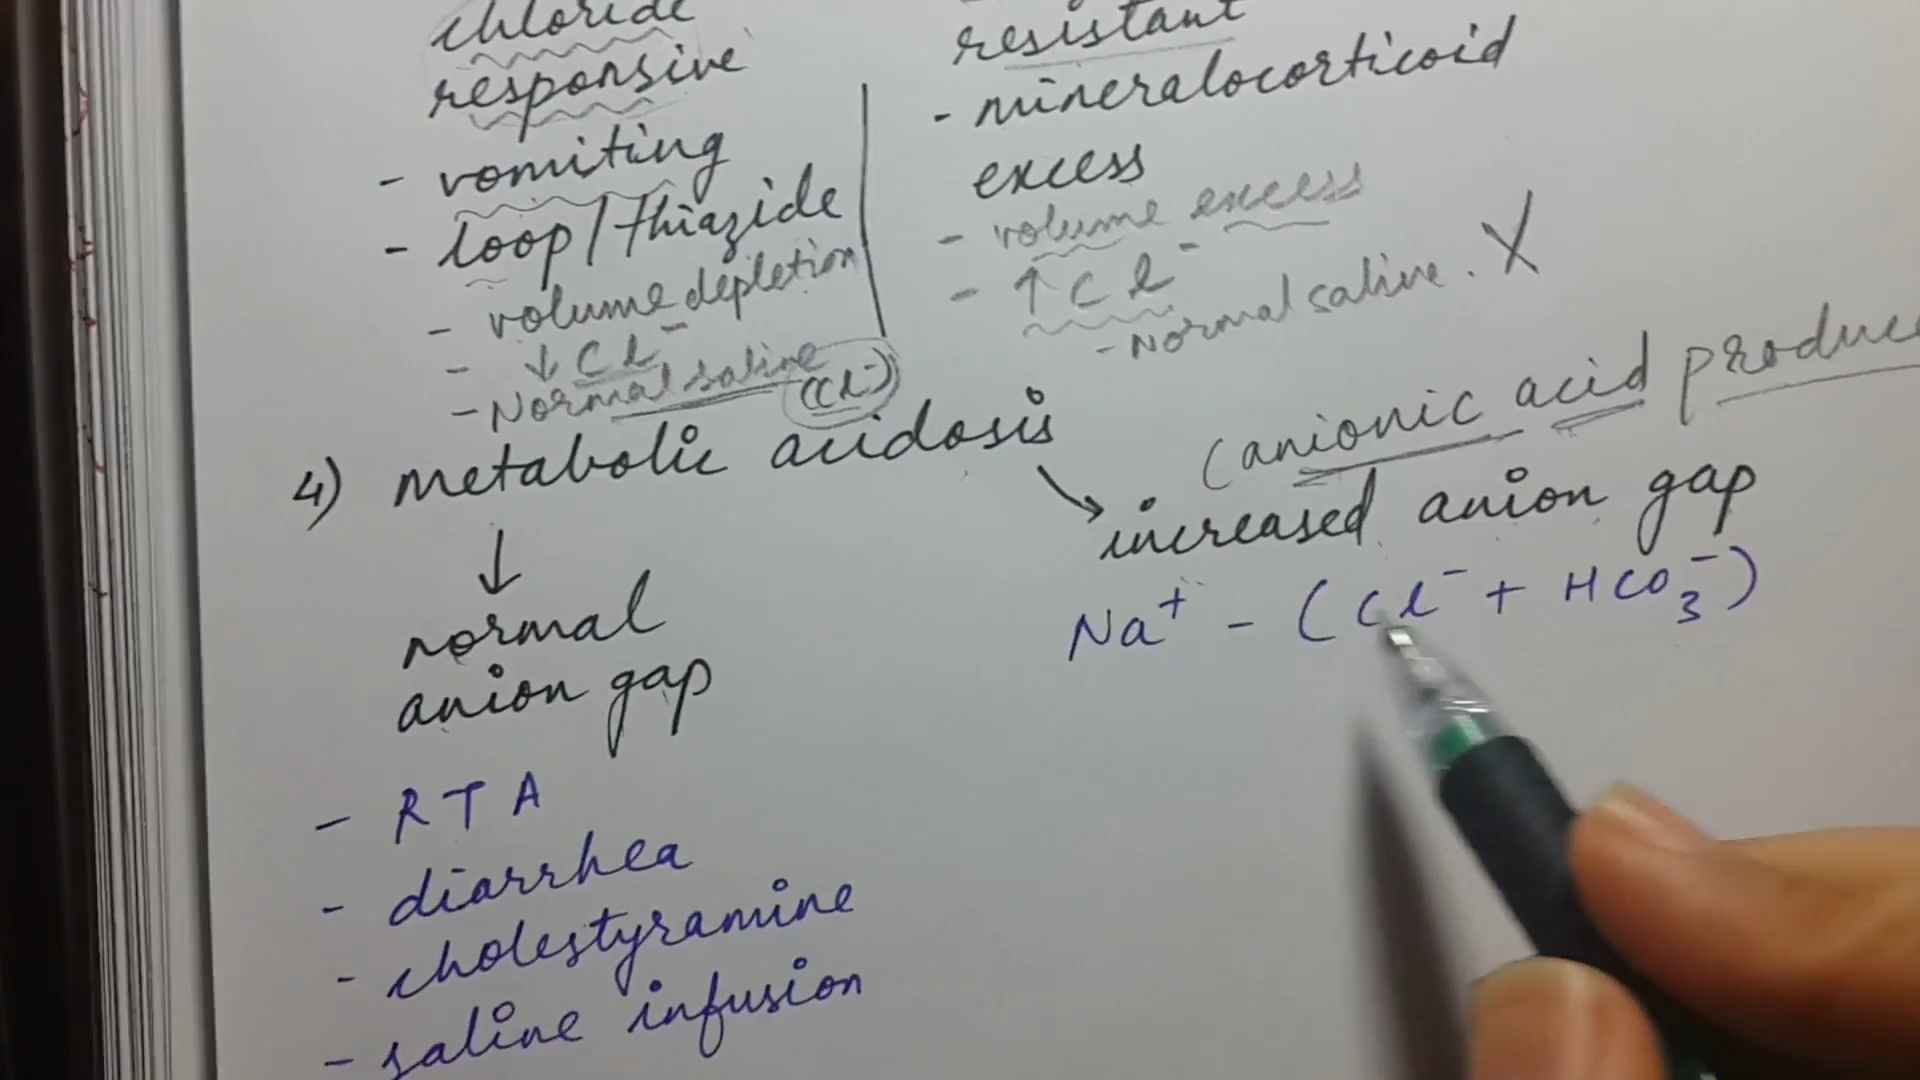 chloride
responsive
- vomiting
- loop/thiazide
- volume depletion
- ↓ Cl⁻
- Normal saline
(Cl⁻)
resistant
- mineralocorticoid
excess
- volume excess
- ↑ Cl⁻
- Normal saline. X
4) metabolic acidosis
↓
normal
anion gap
- RTA
- diarrhea
- cholestyramine
- saline infusion
(anionic acid produce
→ increased anion gap
Na⁺ - (Cl⁻ + HCO₃⁻)